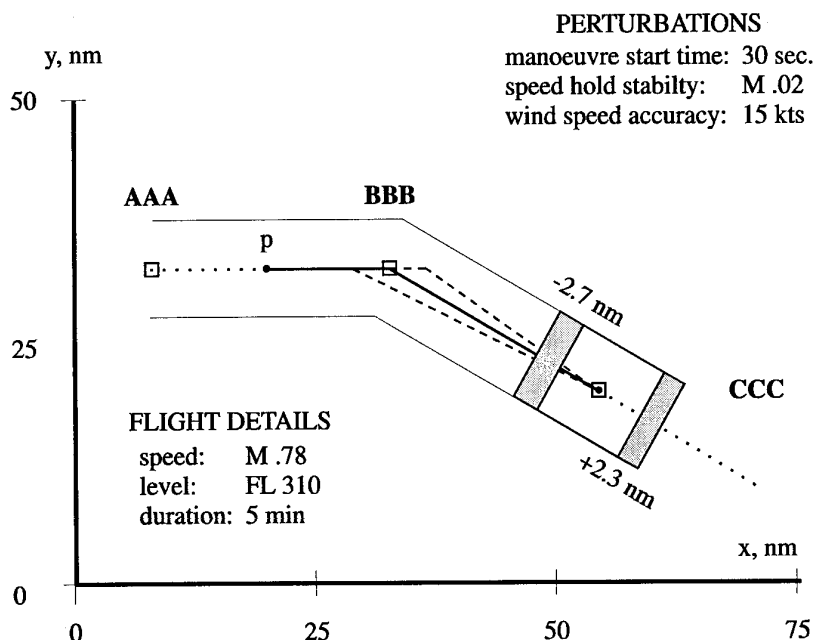 PERTURBATIONS
manoeuvre start time: 30 sec.
speed hold stabilty: M .02
wind speed accuracy: 15 kts
y, nm
50
AAA
BBB
p
-2.7 nm
25
CCC
FLIGHT DETAILS
speed: M .78
level: FL 310
duration: 5 min
+2.3 nm
x, nm
0
0
25
50
75